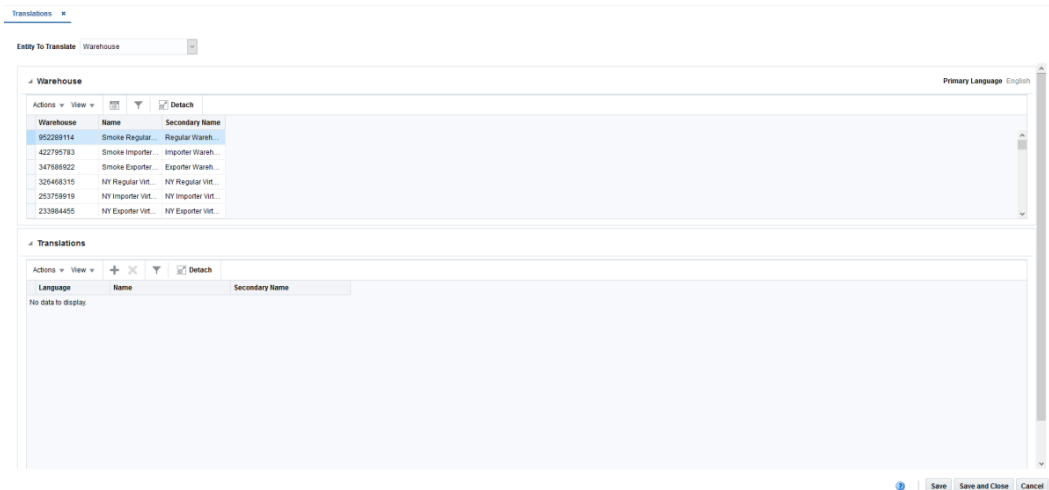 Translations
Entity To Translate Warehouse
Warehouse Primary Language English
Actions View Detach
Warehouse Name Secondary Name
952289114 Smoke Regular... Regular Wareh...
422795783 Smoke Importer... Importer Wareh...
347686922 Smoke Exporter... Exporter Wareh...
326468315 NY Regular Virt... NY Regular Virt...
253759919 NY Importer Virt... NY Importer Virt...
233984455 NY Exporter Virt... NY Exporter Virt...
Translations
Actions View Detach
Language Name Secondary Name
No data to display.
Save Save and Close Cancel